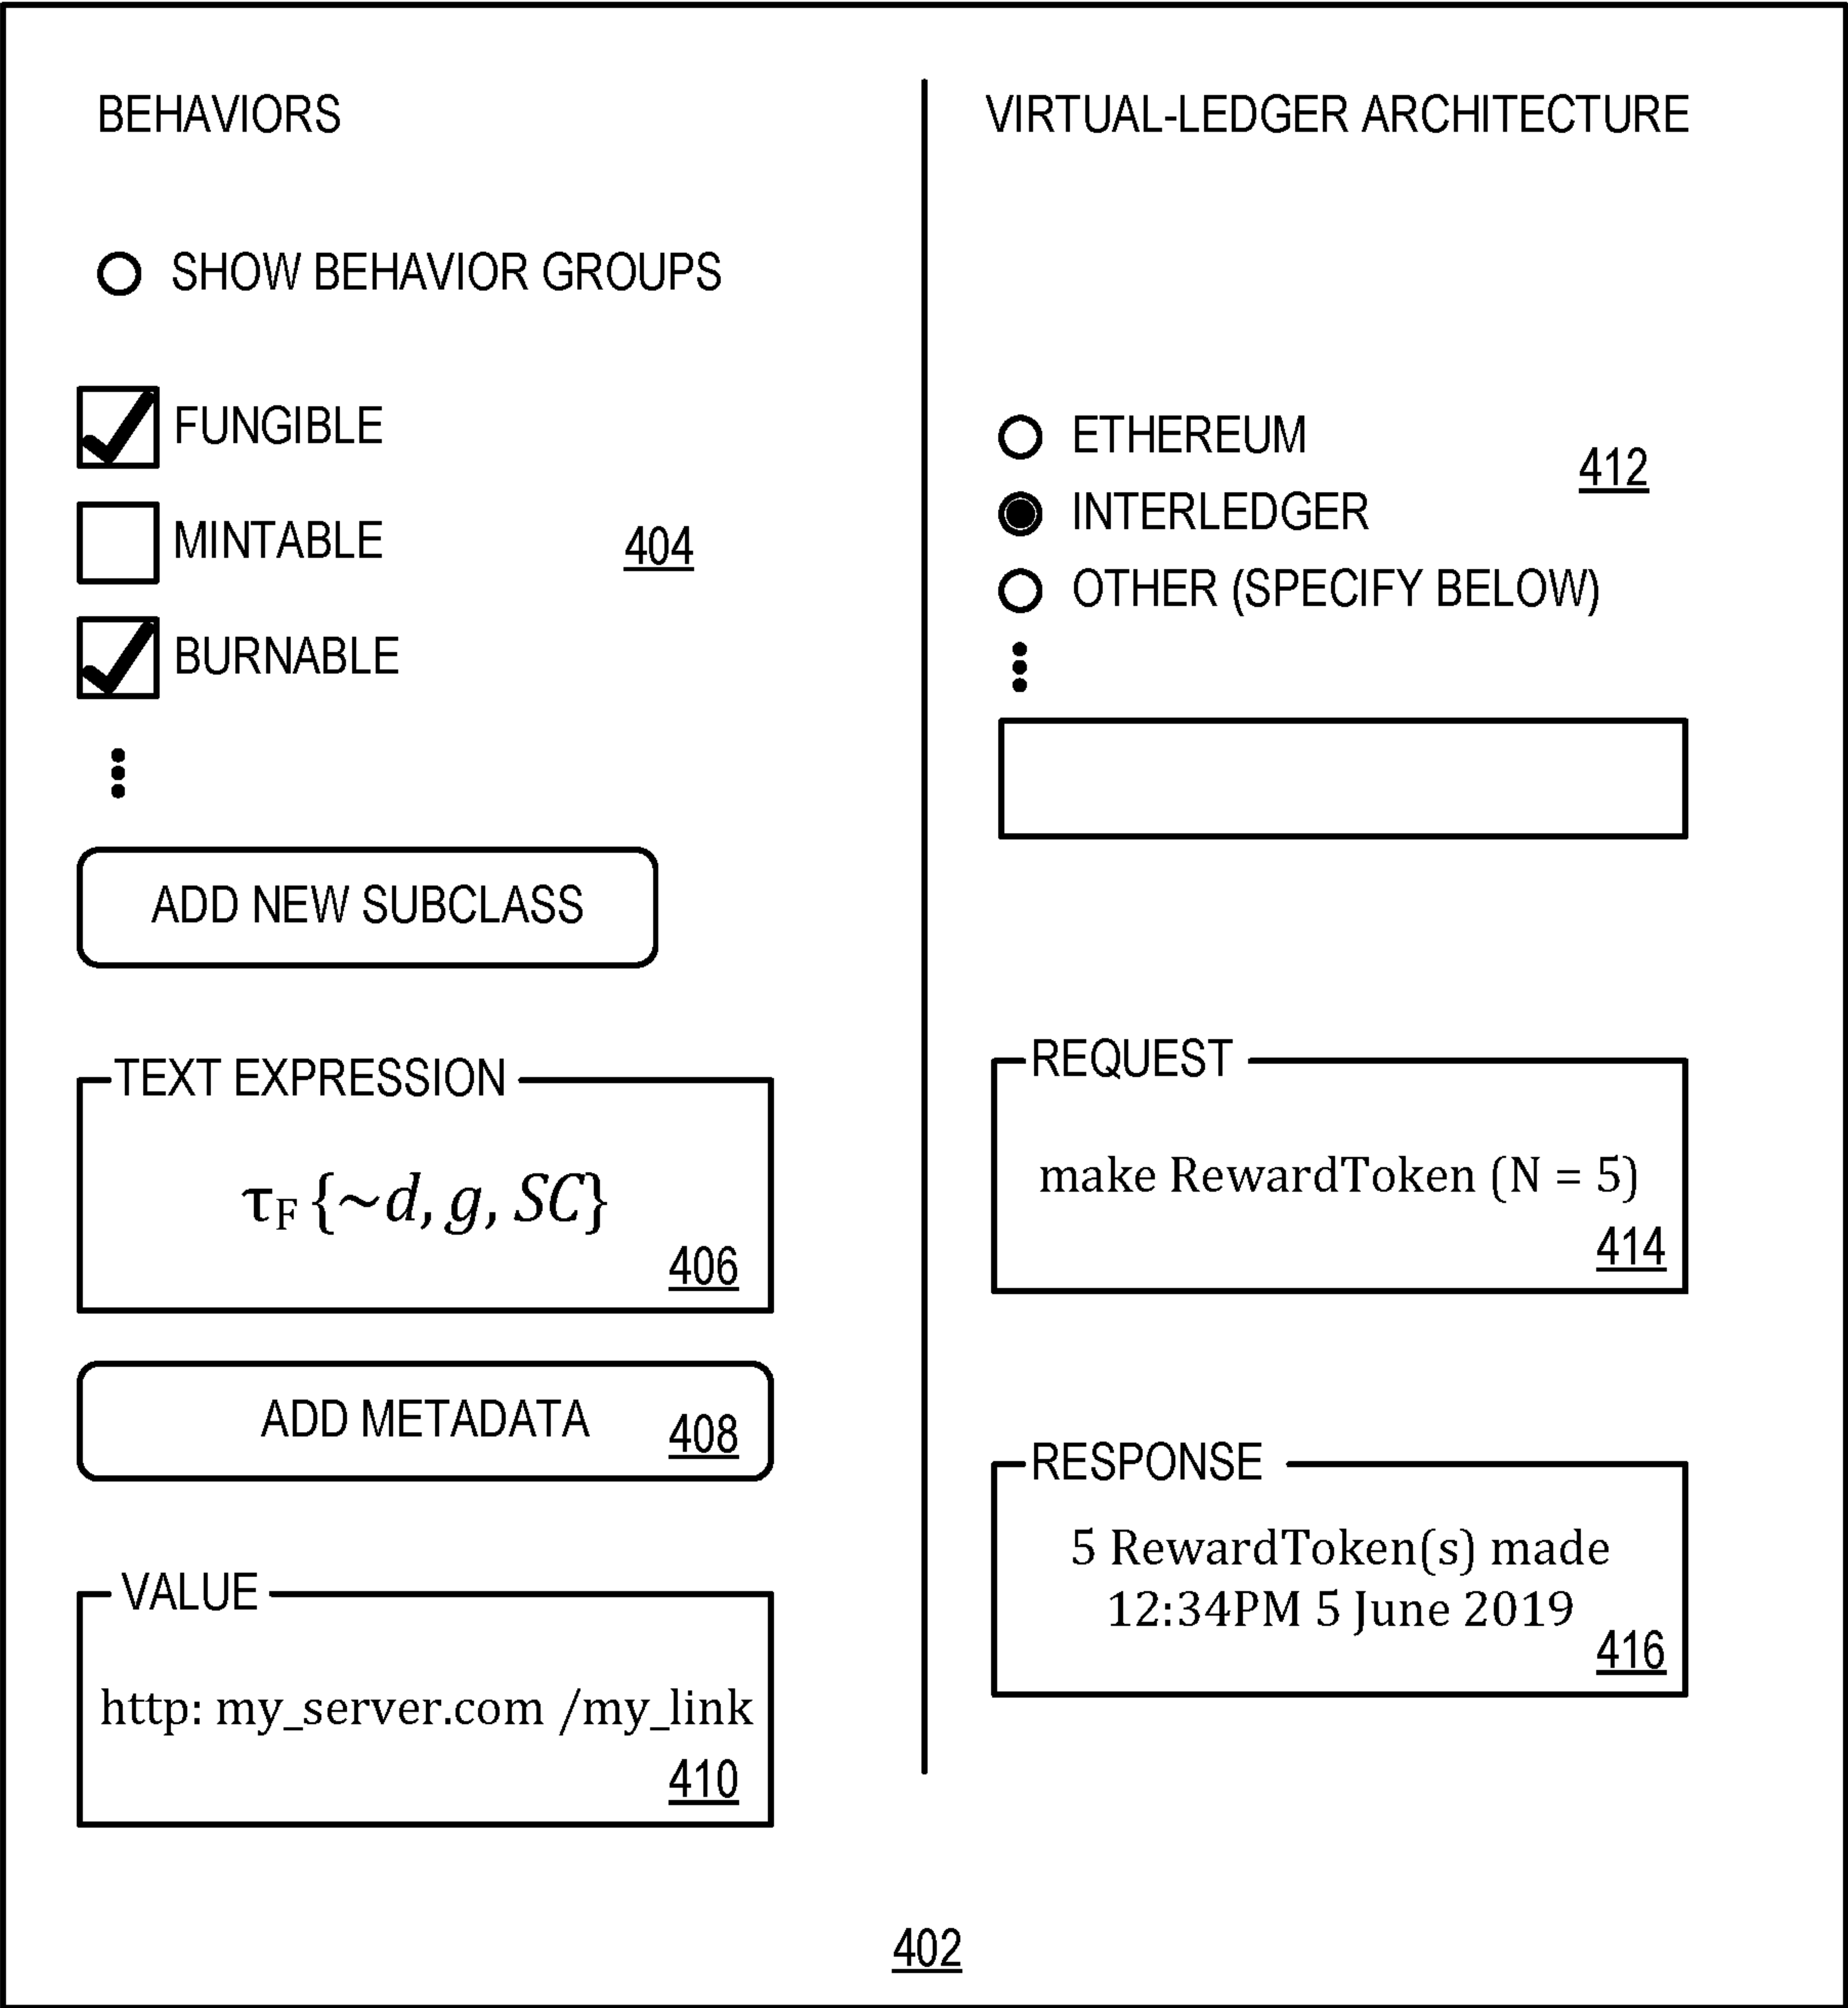 BEHAVIORS
SHOW BEHAVIOR GROUPS
FUNGIBLE
MINTABLE
404
BURNABLE
ADD NEW SUBCLASS
TEXT EXPRESSION
τF {~d, g, SC}
406
ADD METADATA
408
VALUE
http: my_server.com /my_link
410
VIRTUAL-LEDGER ARCHITECTURE
ETHEREUM
412
INTERLEDGER
OTHER (SPECIFY BELOW)
REQUEST
make RewardToken (N = 5)
414
RESPONSE
5 RewardToken(s) made
12:34PM 5 June 2019
416
402